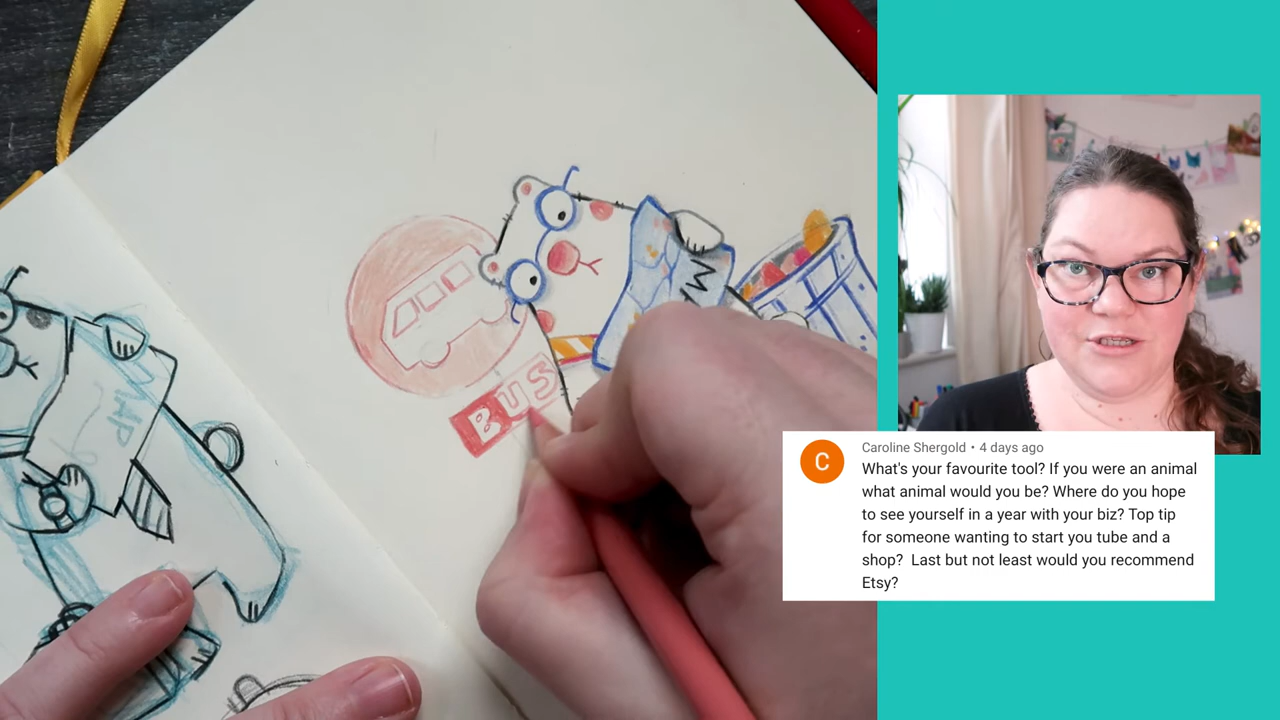 BUS
MA
MAP
Caroline Shergold • 4 days ago
What's your favourite tool? If you were an animal
what animal would you be? Where do you hope
to see yourself in a year with your biz? Top tip
for someone wanting to start you tube and a
shop?  Last but not least would you recommend
Etsy?
C